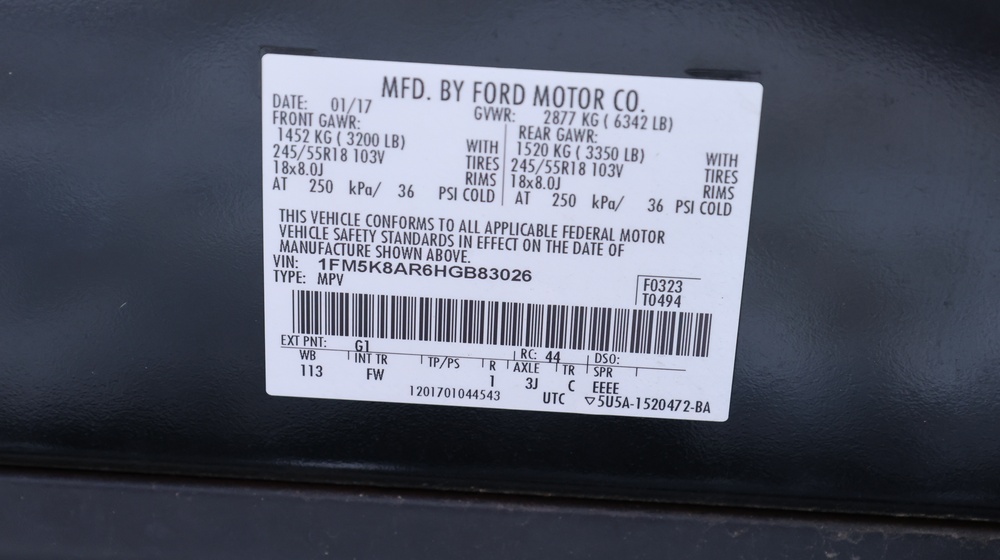 MFD. BY FORD MOTOR CO.
DATE: 01/17 GVWR: 2877 KG ( 6342 LB)
FRONT GAWR: REAR GAWR:
1452 KG ( 3200 LB) WITH 1520 KG ( 3350 LB) WITH
245/55R18 103V TIRES 245/55R18 103V TIRES
18x8.0J RIMS 18x8.0J RIMS
AT 250 kPa/ 36 PSI COLD AT 250 kPa/ 36 PSI COLD
THIS VEHICLE CONFORMS TO ALL APPLICABLE FEDERAL MOTOR
VEHICLE SAFETY STANDARDS IN EFFECT ON THE DATE OF
MANUFACTURE SHOWN ABOVE.
VIN: 1FM5K8AR6HGB83026
TYPE: MPV
F0323
T0494
EXT PNT: G1 RC: 44 DSO:
WB INT TR TP/PS R AXLE TR SPR
113 FW 1 3J C EEEE
1201701044543 UTC ▽5U5A-1520472-BA